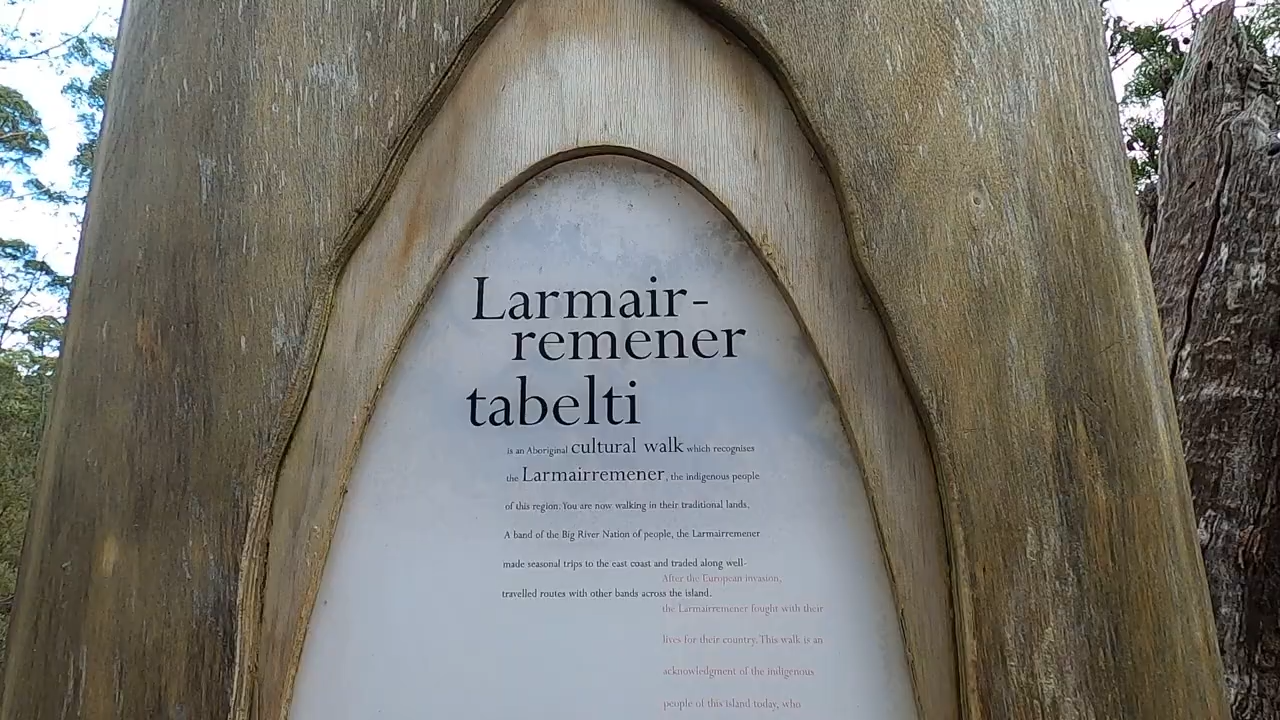 Larmair-
remener
tabelti
is an Aboriginal cultural walk which recognises
the Larmairremener, the indigenous people
of this region. You are now walking in their traditional lands.
A band of the Big River Nation of people, the Larmairremener
made seasonal trips to the east coast and traded along well-
travelled routes with other bands across the island.
After the European invasion,
the Larmairremener fought with their
lives for their country. This walk is an
acknowledgment of the indigenous
people of this island today, who